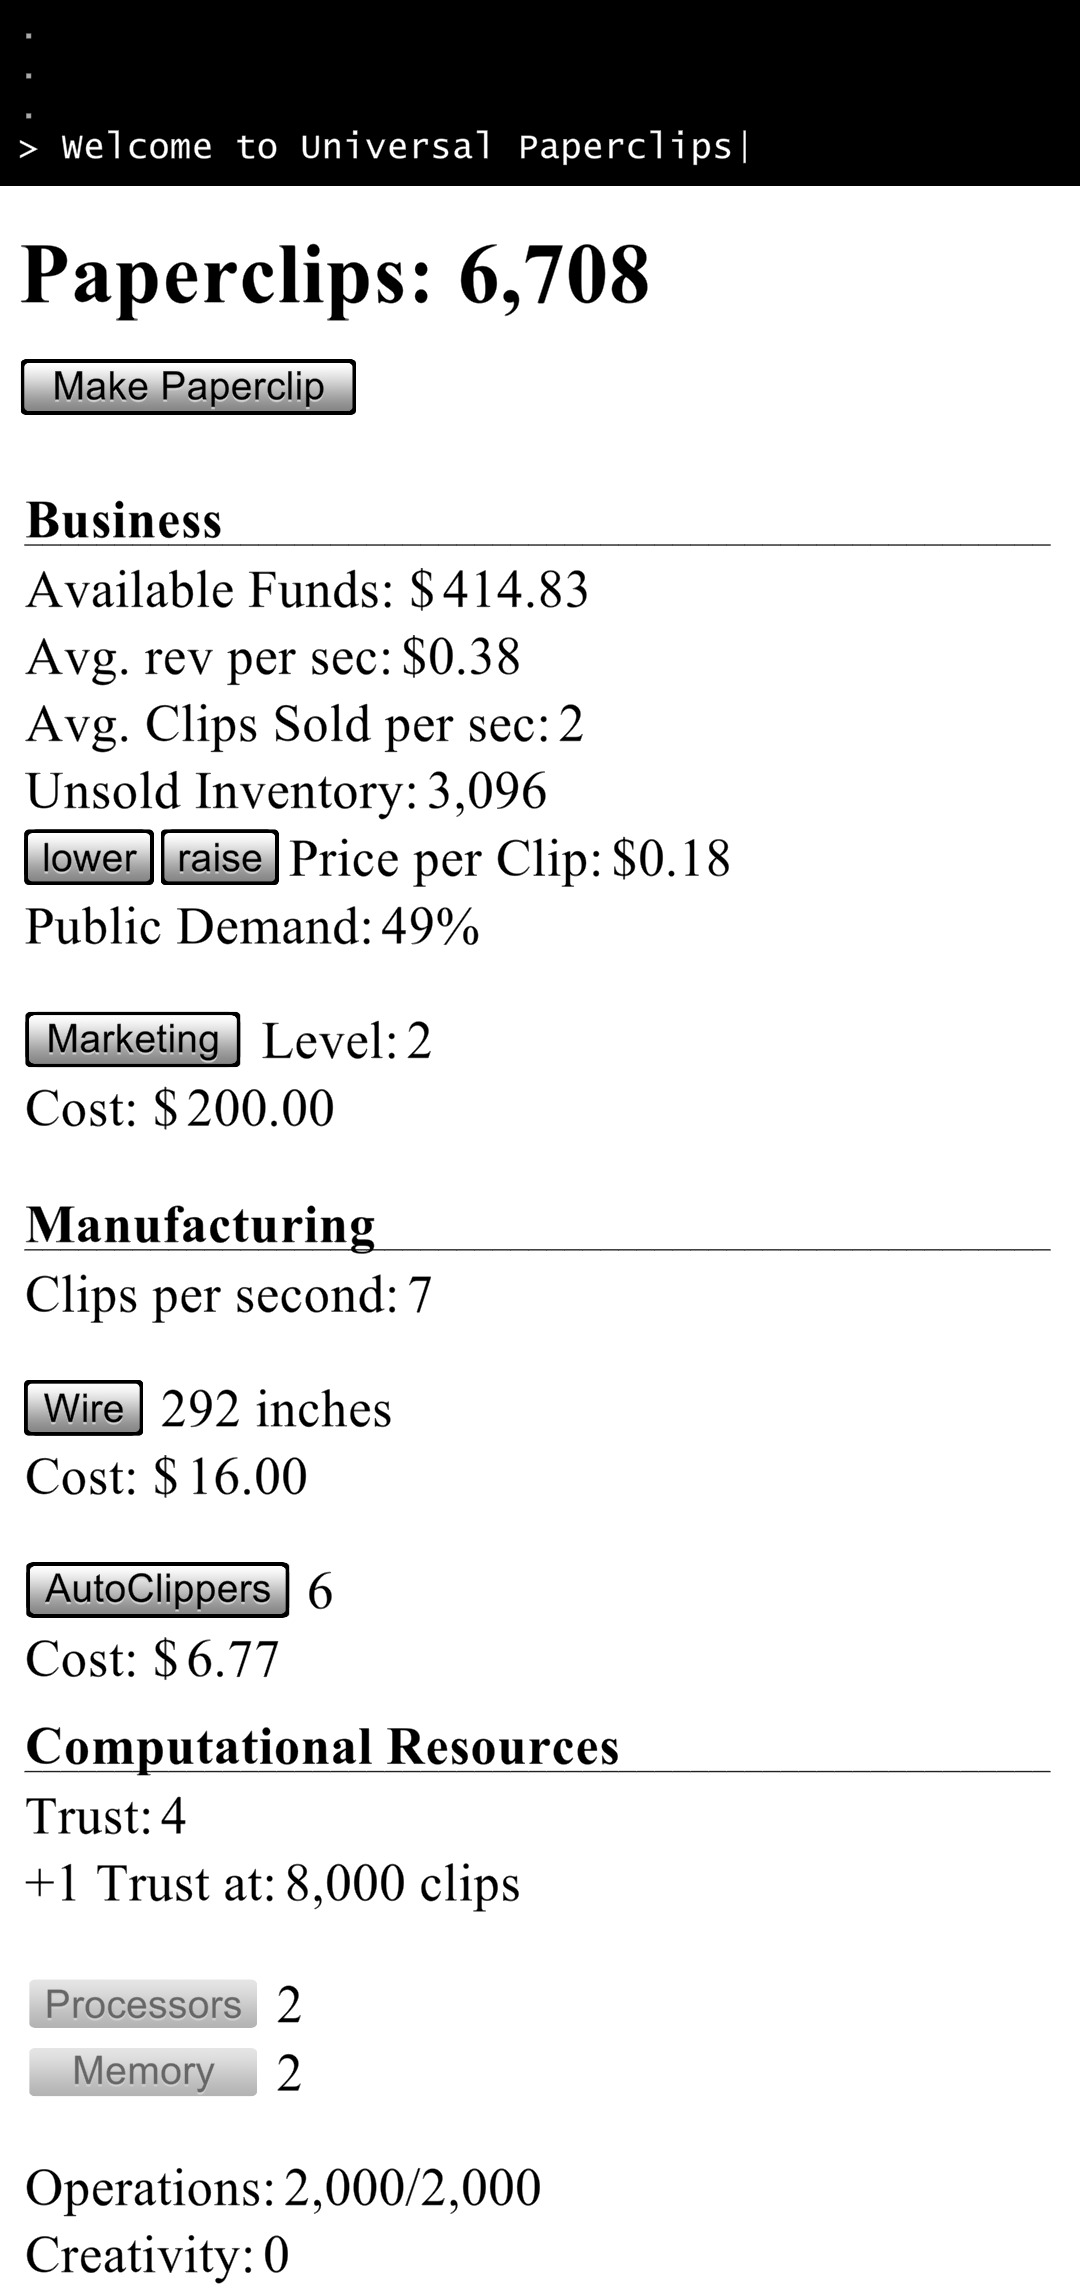 .
.
.
> Welcome to Universal Paperclips|
Paperclips: 6,708
Make Paperclip
Business
Available Funds: $ 414.83
Avg. rev per sec: $0.38
Avg. Clips Sold per sec: 2
Unsold Inventory: 3,096
lower raise Price per Clip: $0.18
Public Demand: 49%
Marketing Level: 2
Cost: $ 200.00
Manufacturing
Clips per second: 7
Wire 292 inches
Cost: $ 16.00
AutoClippers 6
Cost: $ 6.77
Computational Resources
Trust: 4
+1 Trust at: 8,000 clips
Processors 2
Memory 2
Operations: 2,000/2,000
Creativity: 0